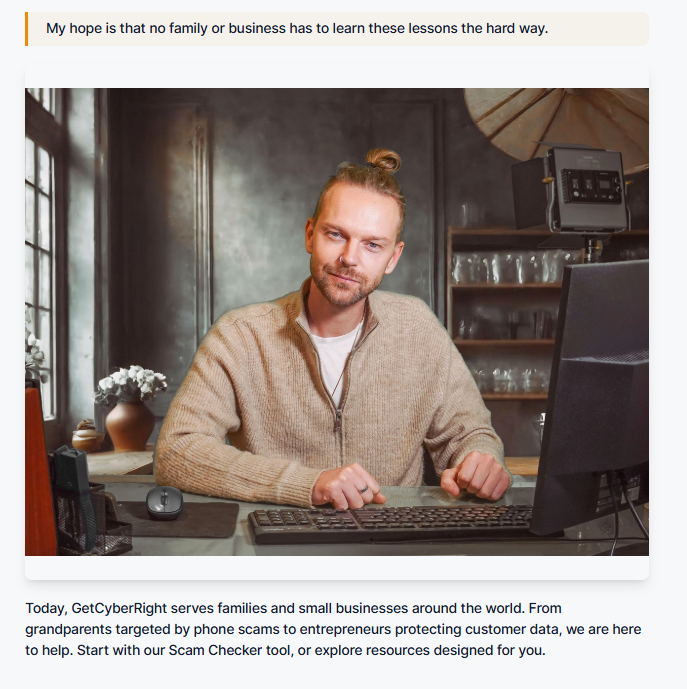 My hope is that no family or business has to learn these lessons the hard way.
Today, GetCyberRight serves families and small businesses around the world. From
grandparents targeted by phone scams to entrepreneurs protecting customer data, we are here
to help. Start with our Scam Checker tool, or explore resources designed for you.